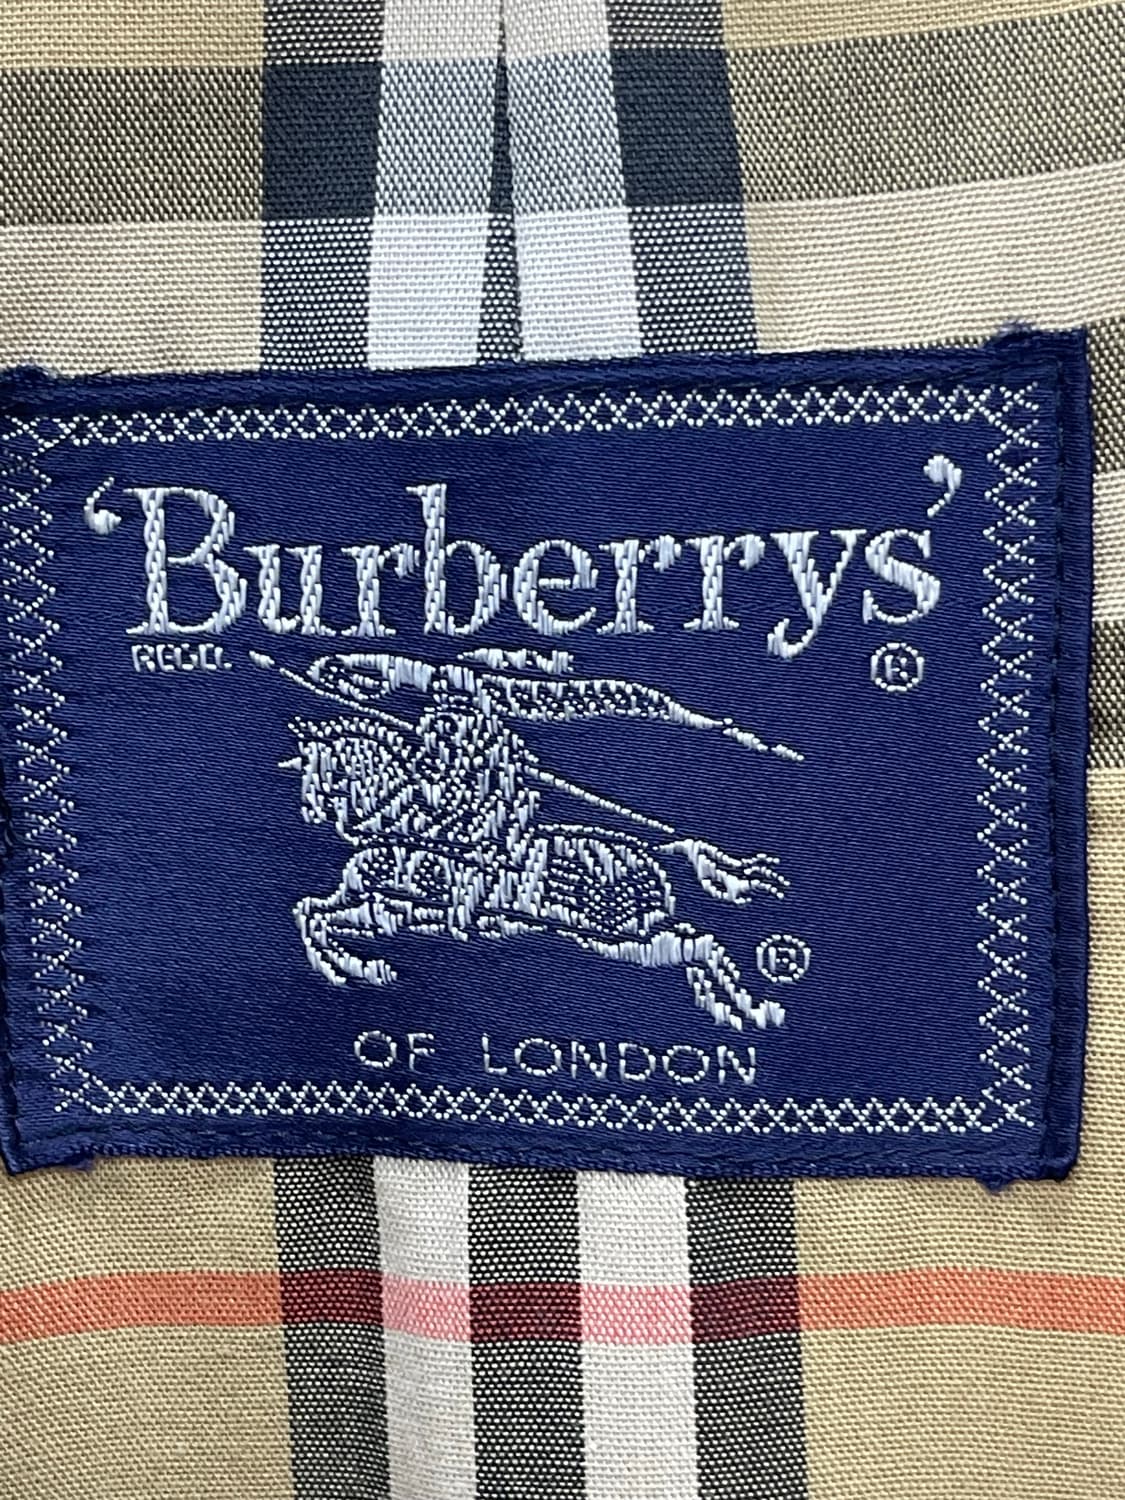 ‘Burberrys’
REGD. ®
®
OF LONDON